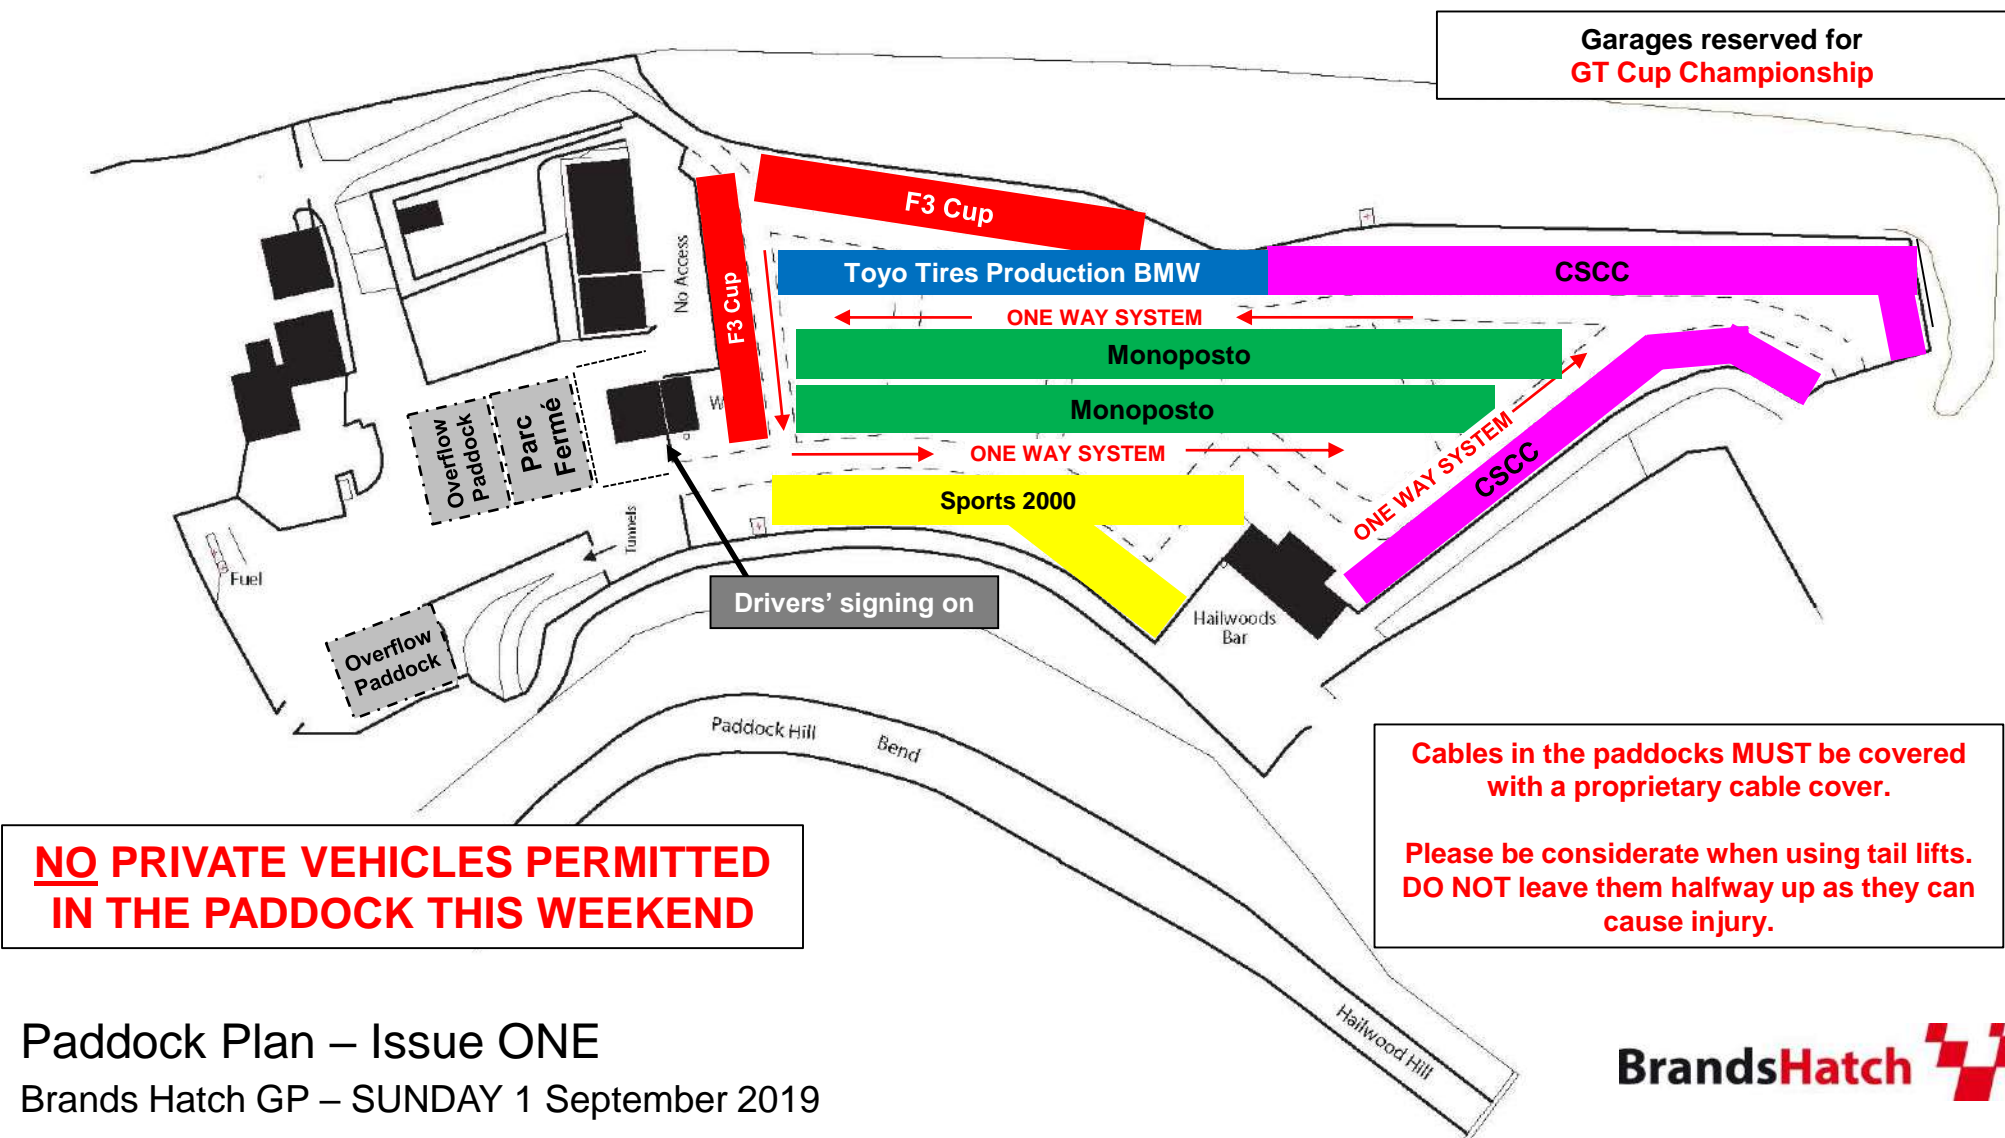 Garages reserved for
GT Cup Championship
F3 Cup
F3 Cup
No Access
Toyo Tires Production BMW
CSCC
ONE WAY SYSTEM
Monoposto
Monoposto
ONE WAY SYSTEM
ONE WAY SYSTEM
CSCC
Overflow
Paddock
Parc
Fermé
Sports 2000
Tunnels
Fuel
Drivers’ signing on
Hailwoods
Bar
Overflow
Paddock
Paddock Hill Bend
Cables in the paddocks MUST be covered
with a proprietary cable cover.
Please be considerate when using tail lifts.
DO NOT leave them halfway up as they can
cause injury.
NO PRIVATE VEHICLES PERMITTED
IN THE PADDOCK THIS WEEKEND
Hailwood Hill
Paddock Plan – Issue ONE
Brands Hatch GP – SUNDAY 1 September 2019
BrandsHatch